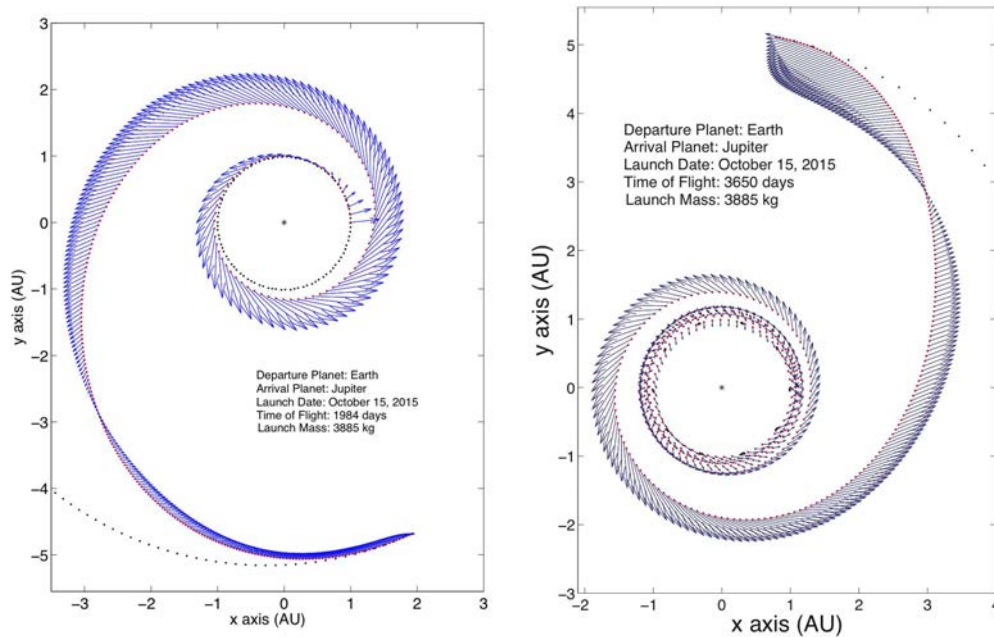 3
2
1
0
−1
−2
−3
−4
−5
y axis (AU)
Departure Planet: Earth
Arrival Planet: Jupiter
Launch Date: October 15, 2015
Time of Flight: 1984 days
Launch Mass: 3885 kg
−3 −2 −1 0 1 2 3
x axis (AU)
5
4
3
2
1
0
−1
−2
−3
y axis (AU)
Departure Planet: Earth
Arrival Planet: Jupiter
Launch Date: October 15, 2015
Time of Flight: 3650 days
Launch Mass: 3885 kg
−2 −1 0 1 2 3 4
x axis (AU)